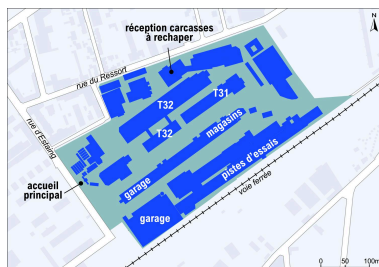 réception carcasses
à rechaper
N
rue du Ressort
T32
T31
rue d'Estaing
T32
magasins
garage
pistes d'essais
accueil
principal
voie ferrée
garage
0 50 100m